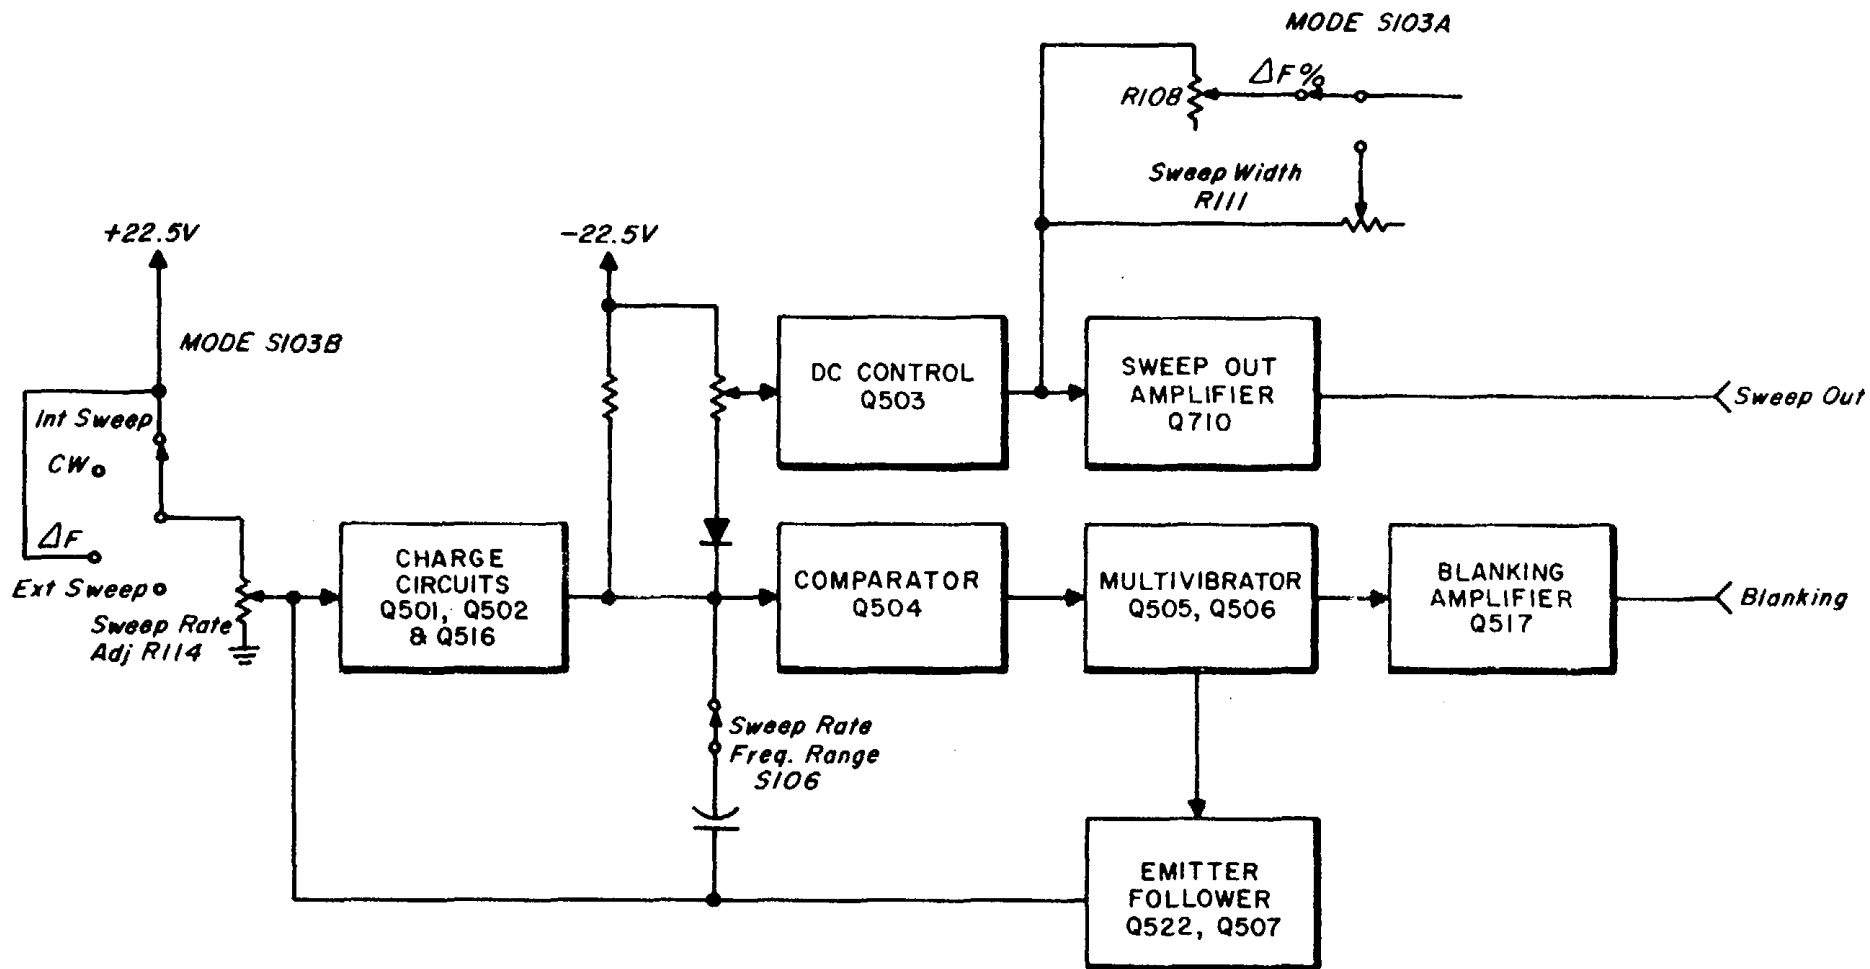 MODE S103A
ΔF%
R108
Sweep Width
R111
+22.5V
-22.5V
MODE S103B
DC CONTROL
Q503
SWEEP OUT
AMPLIFIER
Q710
Sweep Out
Int Sweep
CW
ΔF
Ext Sweep
Sweep Rate
Adj R114
CHARGE
CIRCUITS
Q501, Q502
& Q516
COMPARATOR
Q504
MULTIVIBRATOR
Q505, Q506
BLANKING
AMPLIFIER
Q517
Blanking
Sweep Rate
Freq. Range
S106
EMITTER
FOLLOWER
Q522, Q507